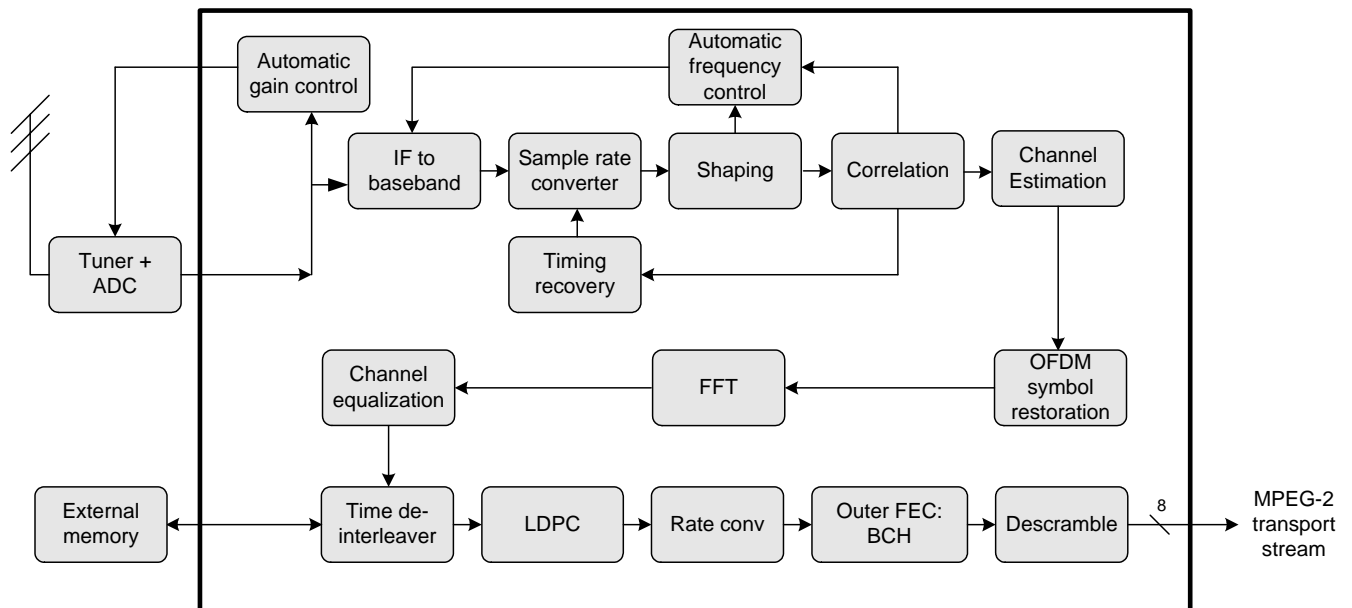 Automatic
gain control
Automatic
frequency
control
IF to
baseband
Sample rate
converter
Shaping
Correlation
Channel
Estimation
Tuner +
ADC
Timing
recovery
Channel
equalization
FFT
OFDM
symbol
restoration
External
memory
Time de-
interleaver
LDPC
Rate conv
Outer FEC:
BCH
Descramble
8
MPEG-2
transport
stream